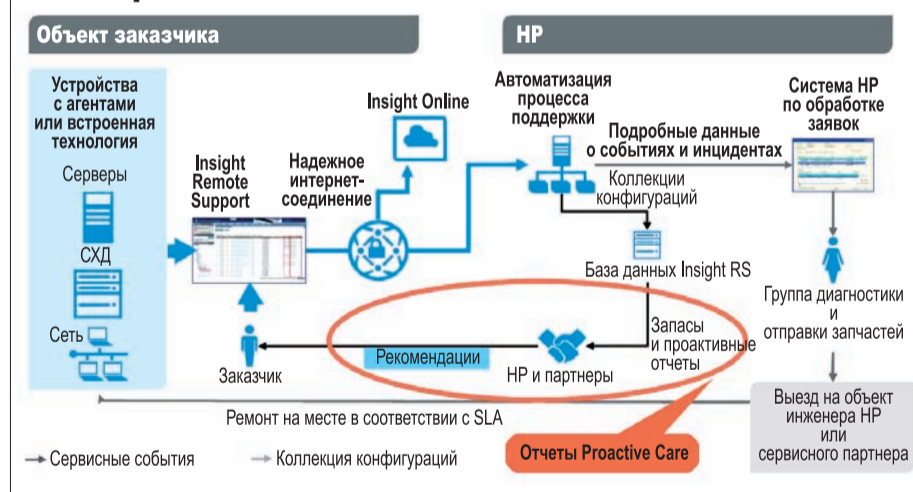 Объект заказчика
HP
Устройства
с агентами
или встроенная
технология
Серверы
СХД
Сеть
Insight
Remote
Support
Надежное
интернет-
соединение
Insight Online
Автоматизация
процесса
поддержки
Подробные данные
о событиях и инцидентах
Коллекции
конфигураций
Система HP
по обработке
заявок
База данных Insight RS
Группа диагностики
и
отправки запчастей
Запасы
и проактивные
отчеты
HP и партнеры
Рекомендации
Заказчик
Ремонт на месте в соответствии с SLA
Выезд на объект
инженера HP
или
сервисного партнера
Отчеты Proactive Care
Сервисные события
Коллекция конфигураций